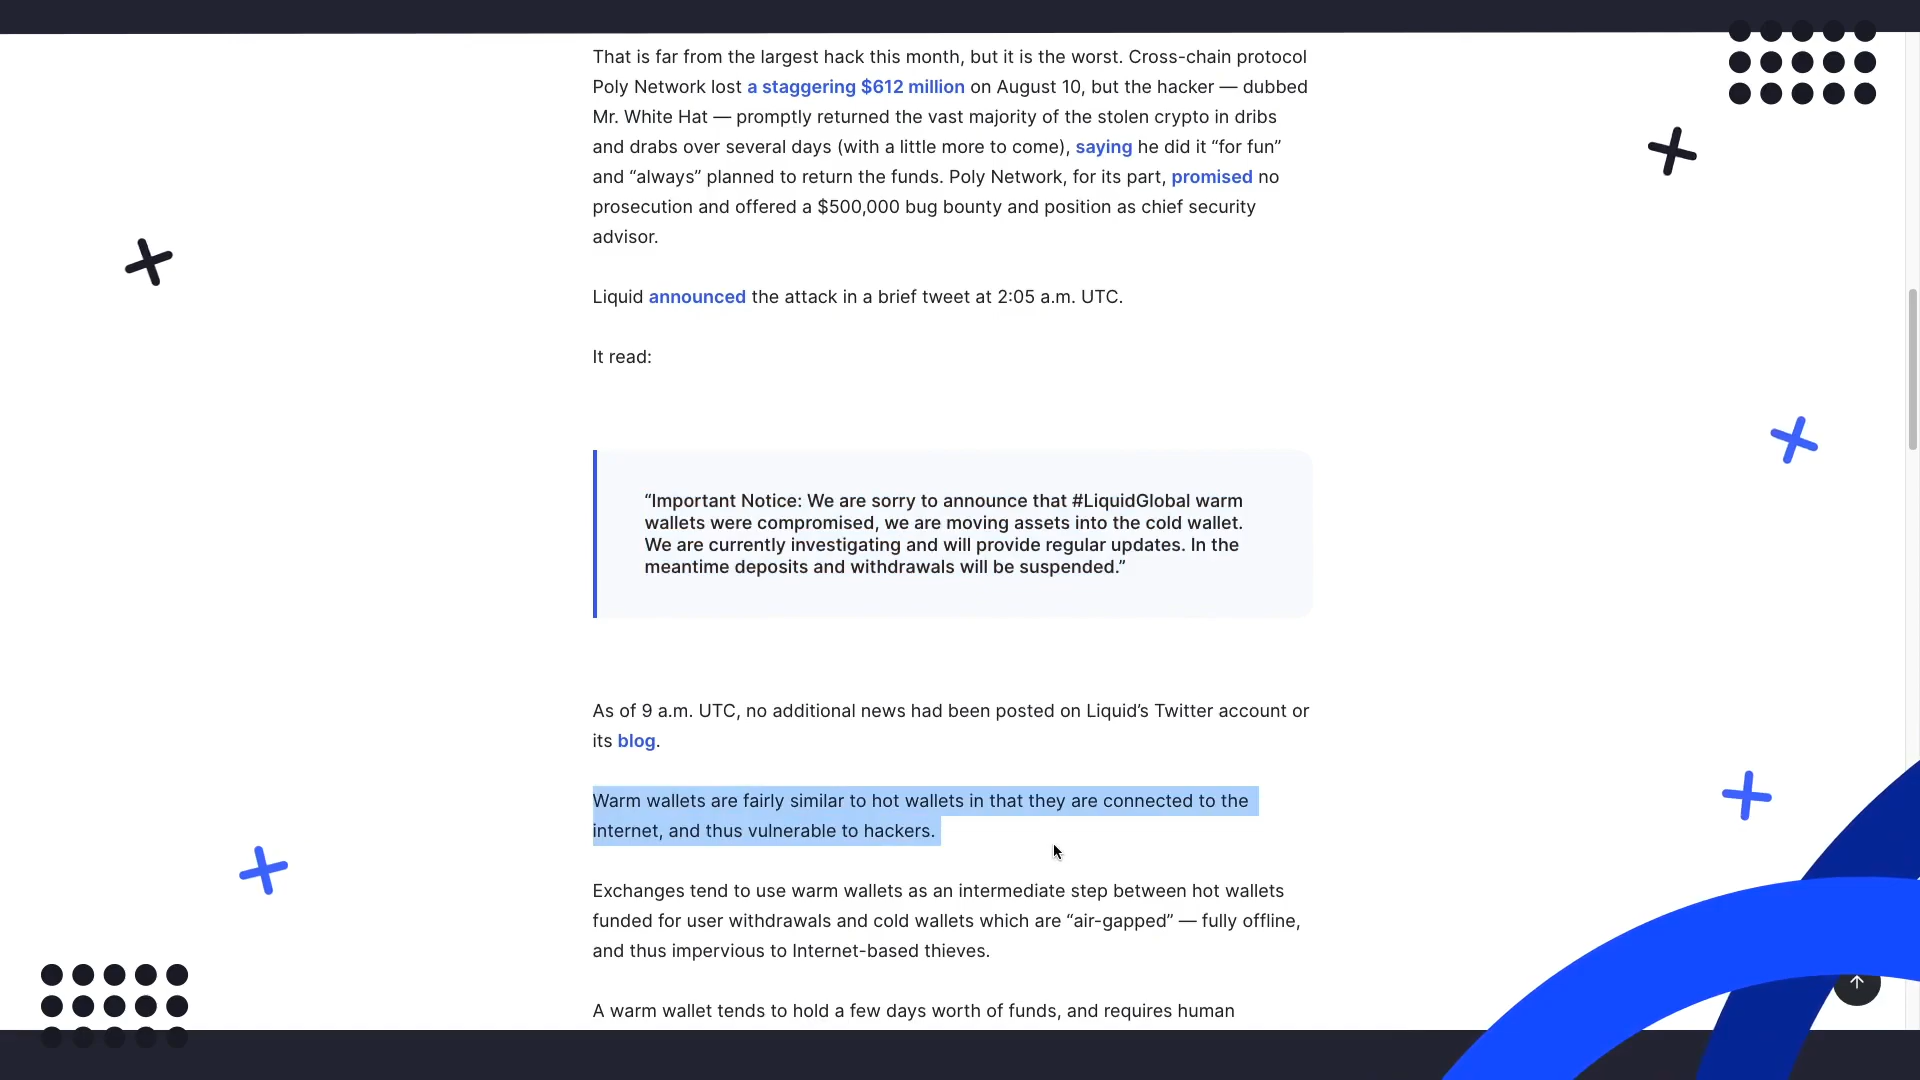 That is far from the largest hack this month, but it is the worst. Cross-chain protocol
Poly Network lost a staggering $612 million on August 10, but the hacker — dubbed
Mr. White Hat — promptly returned the vast majority of the stolen crypto in dribs
and drabs over several days (with a little more to come), saying he did it “for fun”
and “always” planned to return the funds. Poly Network, for its part, promised no
prosecution and offered a $500,000 bug bounty and position as chief security
advisor.
Liquid announced the attack in a brief tweet at 2:05 a.m. UTC.
It read:
“Important Notice: We are sorry to announce that #LiquidGlobal warm
wallets were compromised, we are moving assets into the cold wallet.
We are currently investigating and will provide regular updates. In the
meantime deposits and withdrawals will be suspended.”
As of 9 a.m. UTC, no additional news had been posted on Liquid’s Twitter account or
its blog.
Warm wallets are fairly similar to hot wallets in that they are connected to the
internet, and thus vulnerable to hackers.
Exchanges tend to use warm wallets as an intermediate step between hot wallets
funded for user withdrawals and cold wallets which are “air-gapped” — fully offline,
and thus impervious to Internet-based thieves.
A warm wallet tends to hold a few days worth of funds, and requires human